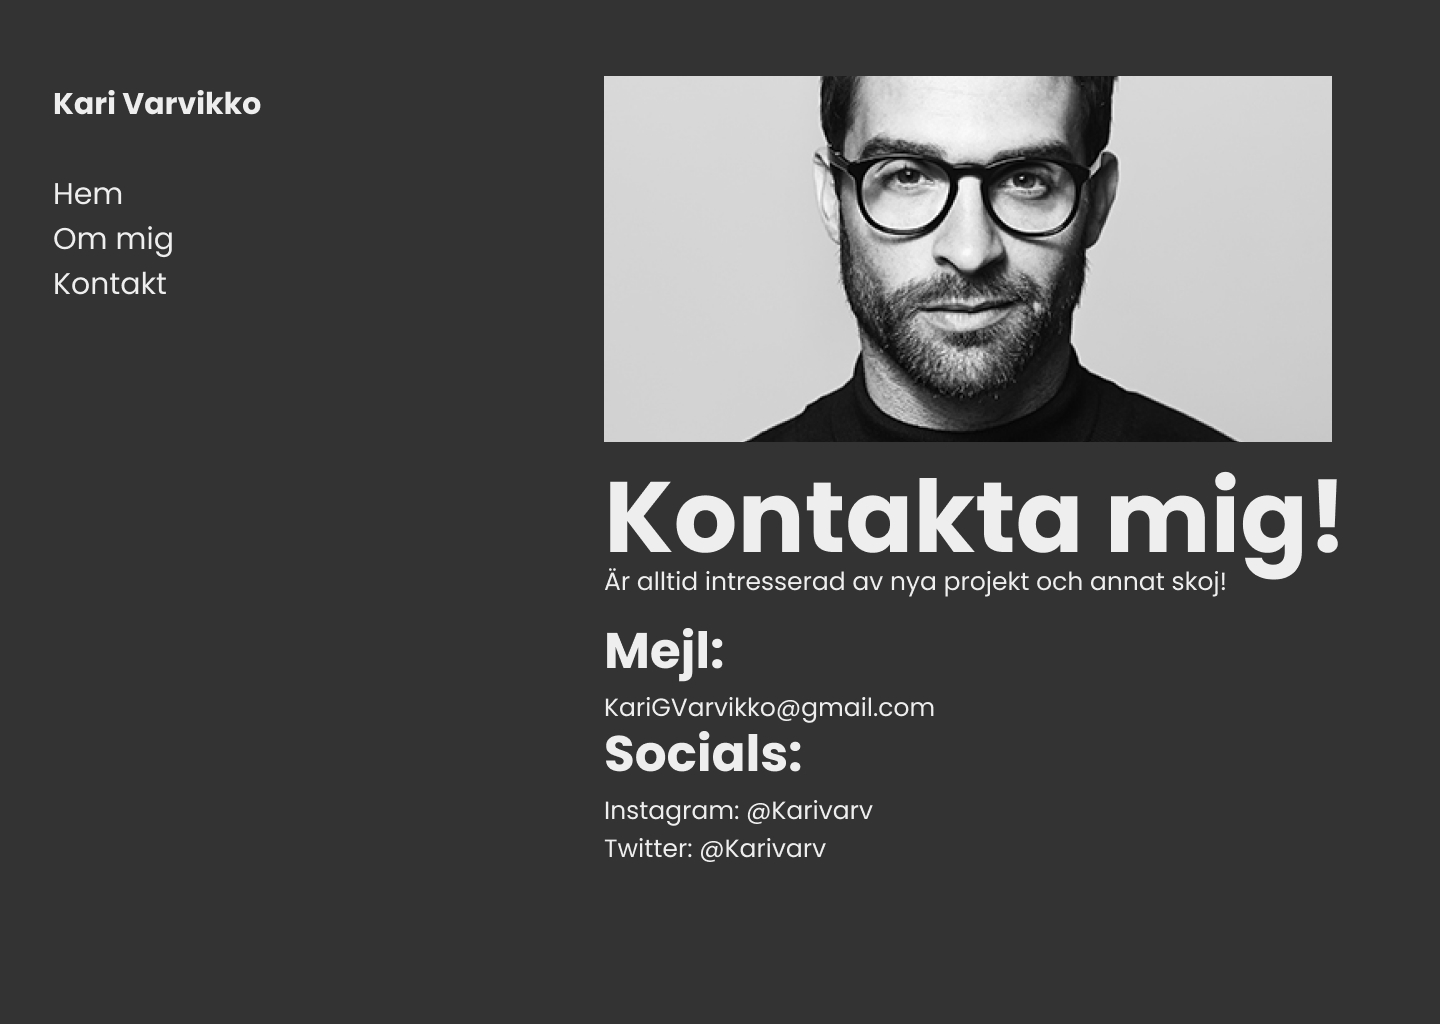 Kari Varvikko
Hem
Om mig
Kontakt
Kontakta mig!
Är alltid intresserad av nya projekt och annat skoj!
Mejl:
KariGVarvikko@gmail.com
Socials:
Instagram: @Karivarv
Twitter: @Karivarv